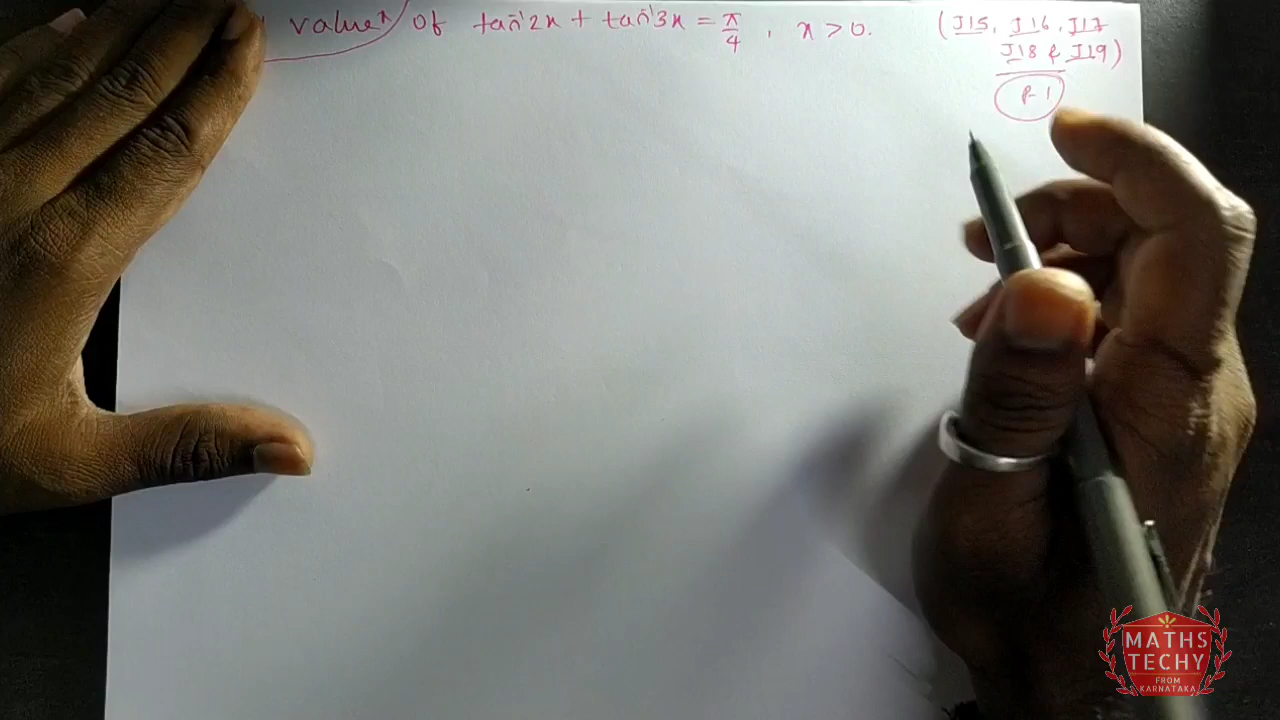 value of tan⁻¹2x + tan⁻¹3x = π/4 , x > 0. (J15, J16, J17
J18 & J19)
P-1
MATHS
TECHY
FROM
KARNATAKA